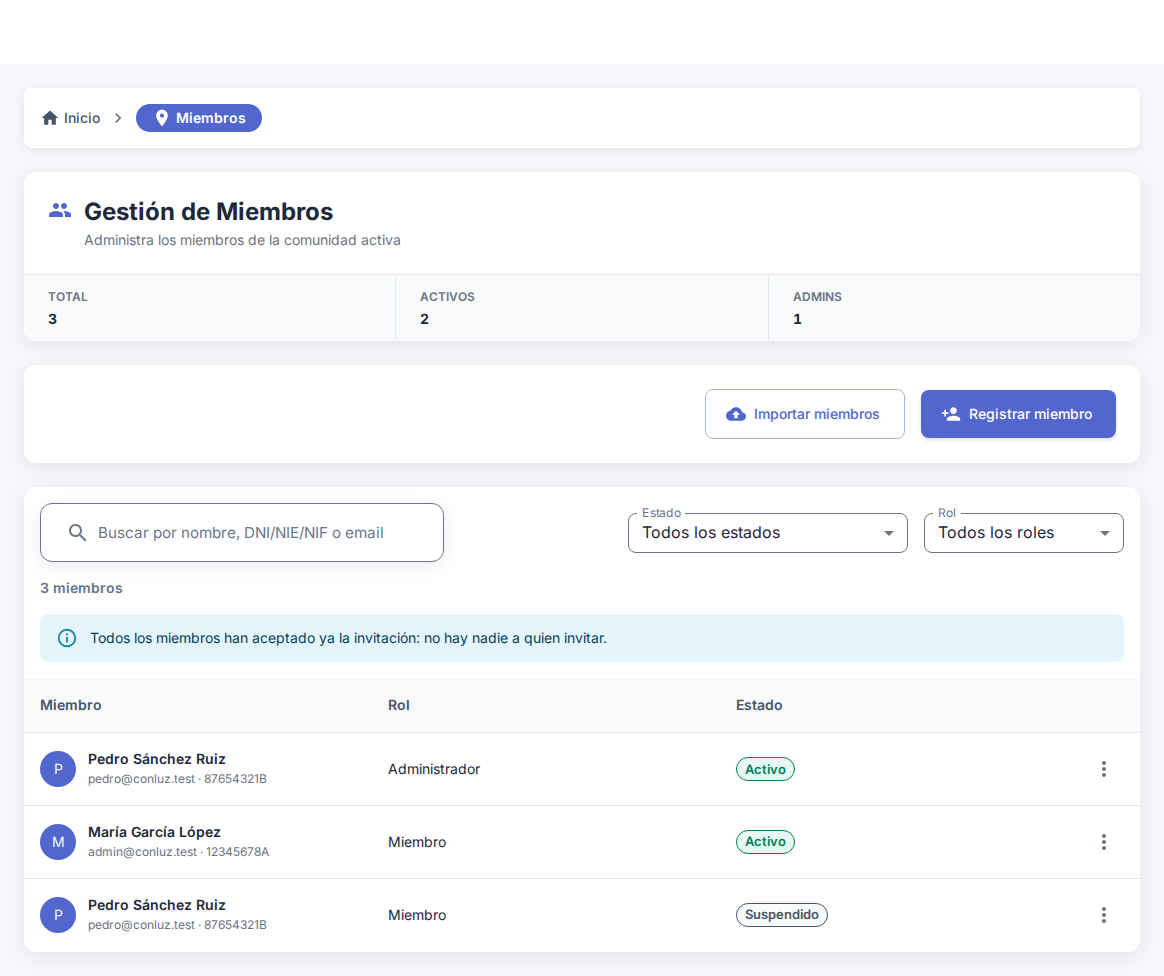 Inicio > Miembros
Gestión de Miembros
Administra los miembros de la comunidad activa
TOTAL ACTIVOS ADMINS
3 2 1
Importar miembros Registrar miembro
Estado Rol
Buscar por nombre, DNI/NIE/NIF o email Todos los estados Todos los roles
3 miembros
Todos los miembros han aceptado ya la invitación: no hay nadie a quien invitar.
Miembro Rol Estado
P Pedro Sánchez Ruiz Administrador Activo
pedro@conluz.test · 87654321B
M María García López Miembro Activo
admin@conluz.test · 12345678A
P Pedro Sánchez Ruiz Miembro Suspendido
pedro@conluz.test · 87654321B